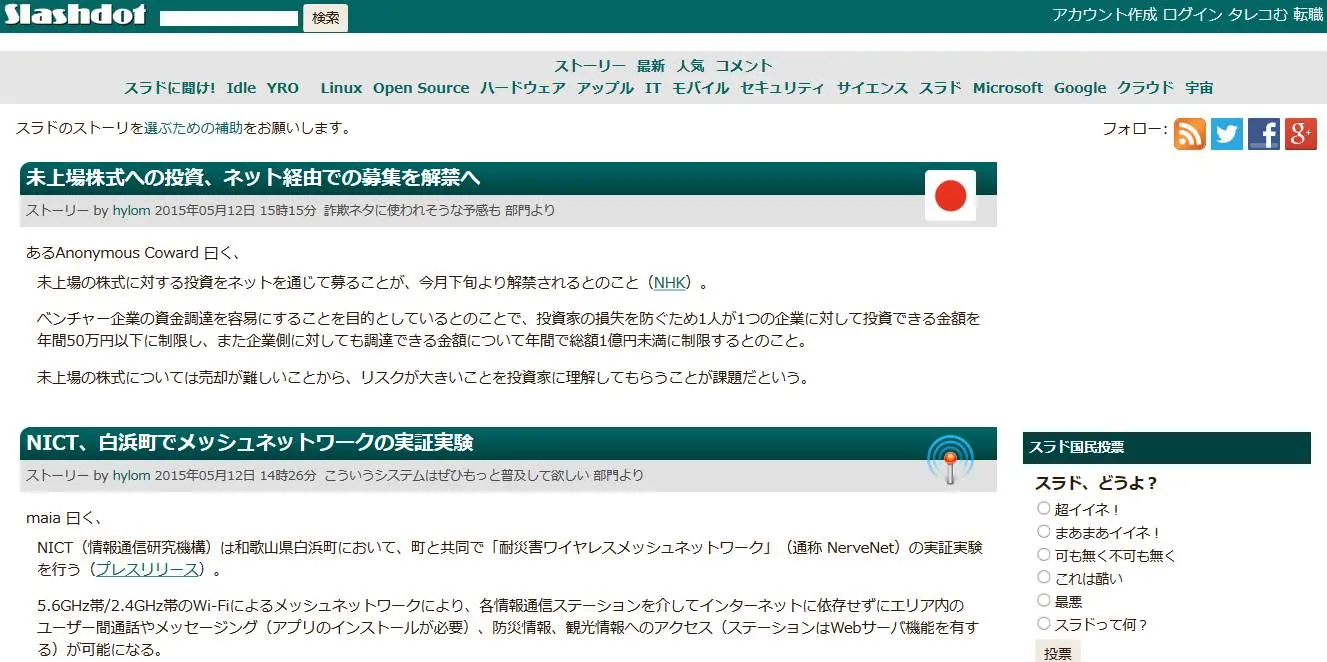 Slashdot 検索 アカウント作成 ログイン タレコむ 転職
ストーリー 最新 人気 コメント
スラドに聞け! Idle YRO Linux Open Source ハードウェア アップル IT モバイル セキュリティ サイエンス スラド Microsoft Google クラウド 宇宙
スラドのストーリを選ぶための補助をお願いします。
フォロー:
未上場株式への投資、ネット経由での募集を解禁へ
ストーリー by hylom 2015年05月12日 15時15分 詐欺ネタに使われそうな予感も 部門より
あるAnonymous Coward 曰く、
未上場の株式に対する投資をネットを通じて募ることが、今月下旬より解禁されるとのこと（NHK）。
ベンチャー企業の資金調達を容易にすることを目的としているとのことで、投資家の損失を防ぐため1人が1つの企業に対して投資できる金額を
年間50万円以下に制限し、また企業側に対しても調達できる金額について年間で総額1億円未満に制限するとのこと。
未上場の株式については売却が難しいことから、リスクが大きいことを投資家に理解してもらうことが課題だという。
NICT、白浜町でメッシュネットワークの実証実験
ストーリー by hylom 2015年05月12日 14時26分 こういうシステムはぜひもっと普及して欲しい 部門より
maia 曰く、
NICT（情報通信研究機構）は和歌山県白浜町において、町と共同で「耐災害ワイヤレスメッシュネットワーク」（通称 NerveNet）の実証実験
を行う（プレスリリース）。
5.6GHz帯/2.4GHz帯のWi-Fiによるメッシュネットワークにより、各情報通信ステーションを介してインターネットに依存せずにエリア内の
ユーザー間通話やメッセージング（アプリのインストールが必要）、防災情報、観光情報へのアクセス（ステーションはWebサーバ機能を有す
る）が可能になる。
スラド国民投票
スラド、どうよ？
超イイネ！
まあまあイイネ！
可も無く不可も無く
これは酷い
最悪
スラドって何？
投票